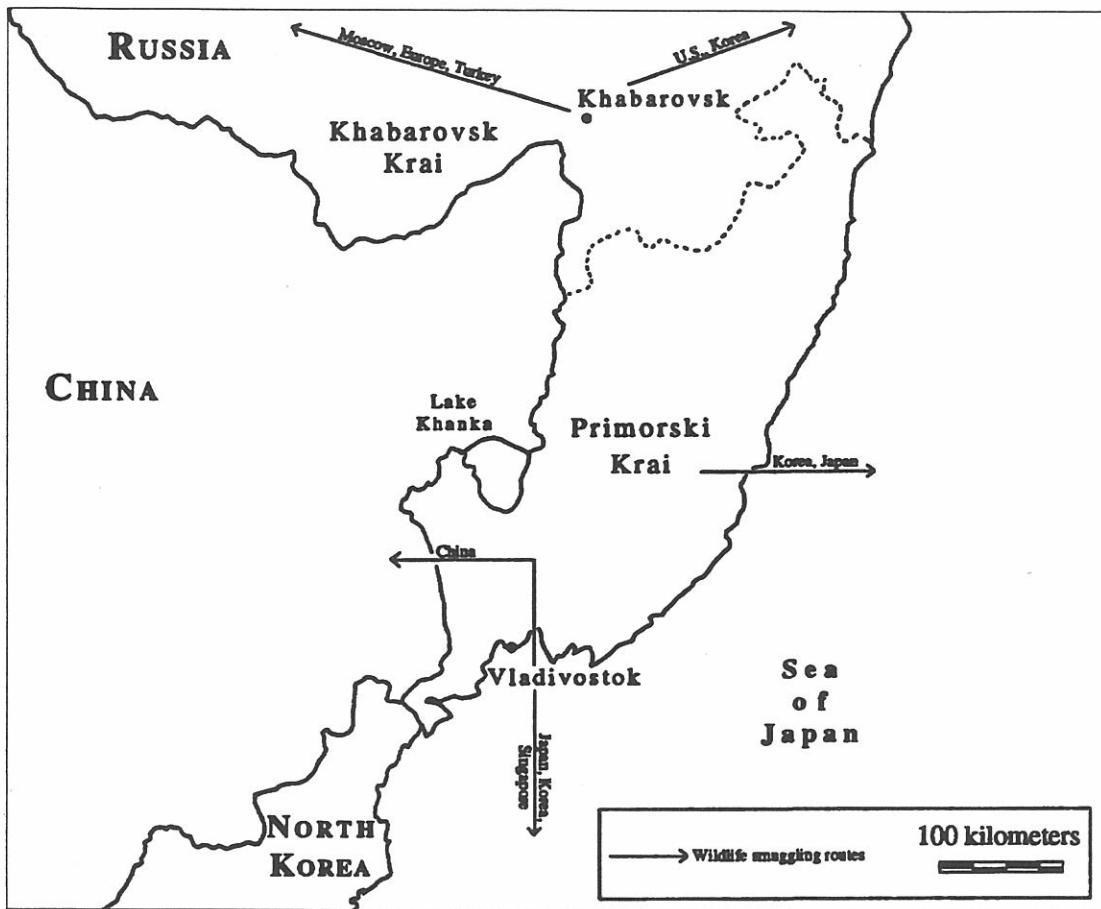 RUSSIA
Moscow, Europe, Turkey
U.S., Korea
Khabarovsk
Khabarovsk
Krai
CHINA
Lake
Khanka
Primorski
Krai
Korea, Japan
China
Vladivostok
Sea
of
Japan
Japan, Korea,
Singapore
NORTH
KOREA
Wildlife smuggling routes
100 kilometers